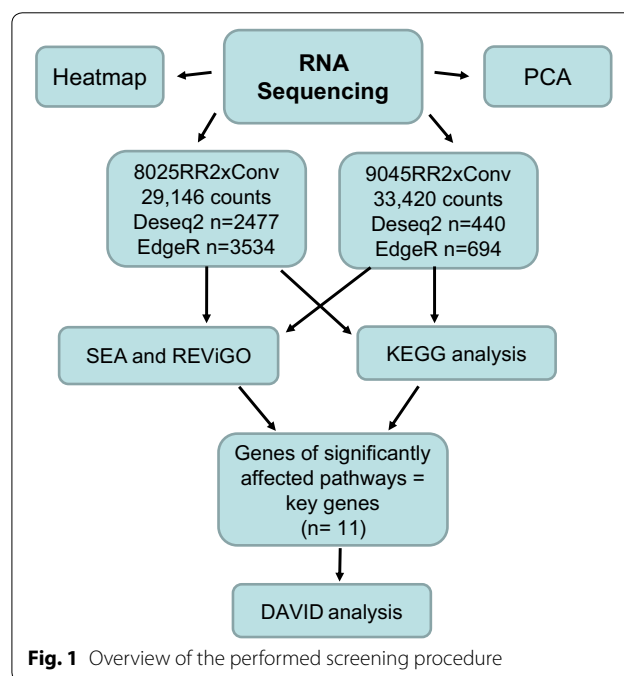 Heatmap
RNA
Sequencing
PCA
8025RR2xConv
29,146 counts
Deseq2 n=2477
EdgeR n=3534
9045RR2xConv
33,420 counts
Deseq2 n=440
EdgeR n=694
SEA and REViGO
KEGG analysis
Genes of significantly
affected pathways =
key genes
(n= 11)
DAVID analysis
Fig. 1 Overview of the performed screening procedure